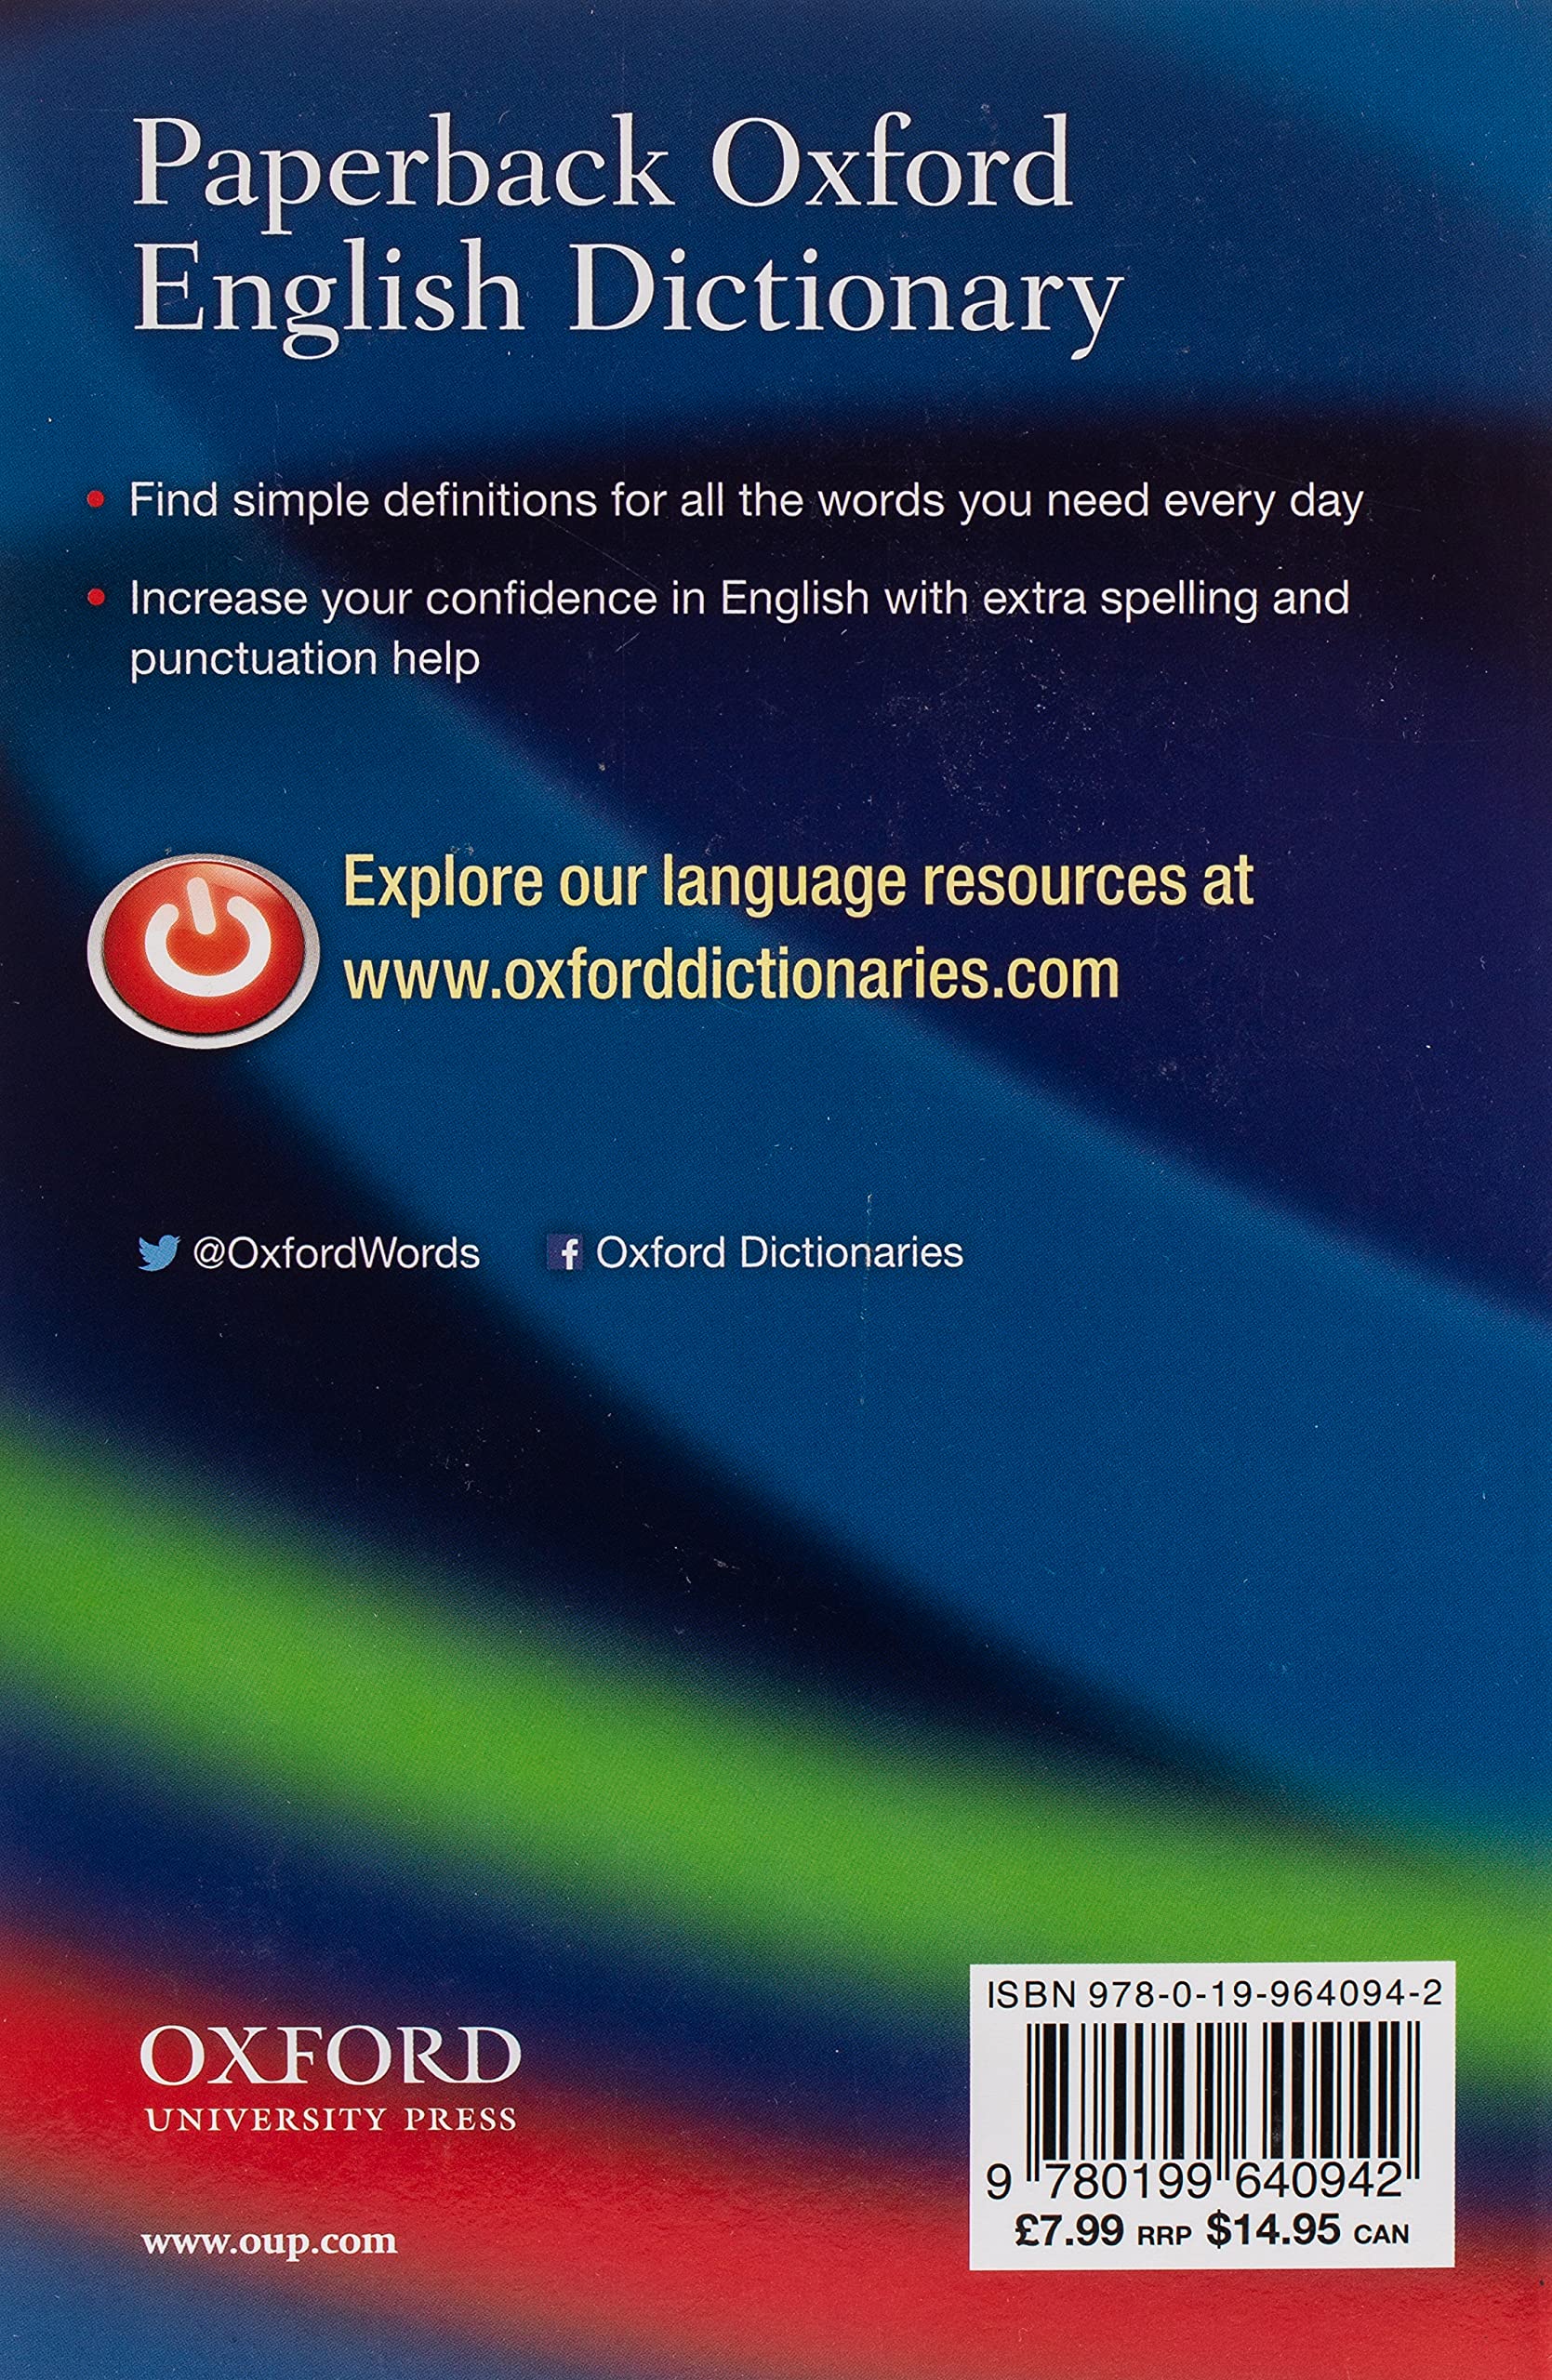 Paperback Oxford
English Dictionary
• Find simple definitions for all the words you need every day
• Increase your confidence in English with extra spelling and
punctuation help
Explore our language resources at
www.oxforddictionaries.com
@OxfordWords f Oxford Dictionaries
OXFORD
UNIVERSITY PRESS
www.oup.com
ISBN 978-0-19-964094-2
9 780199 640942
£7.99 RRP $14.95 CAN